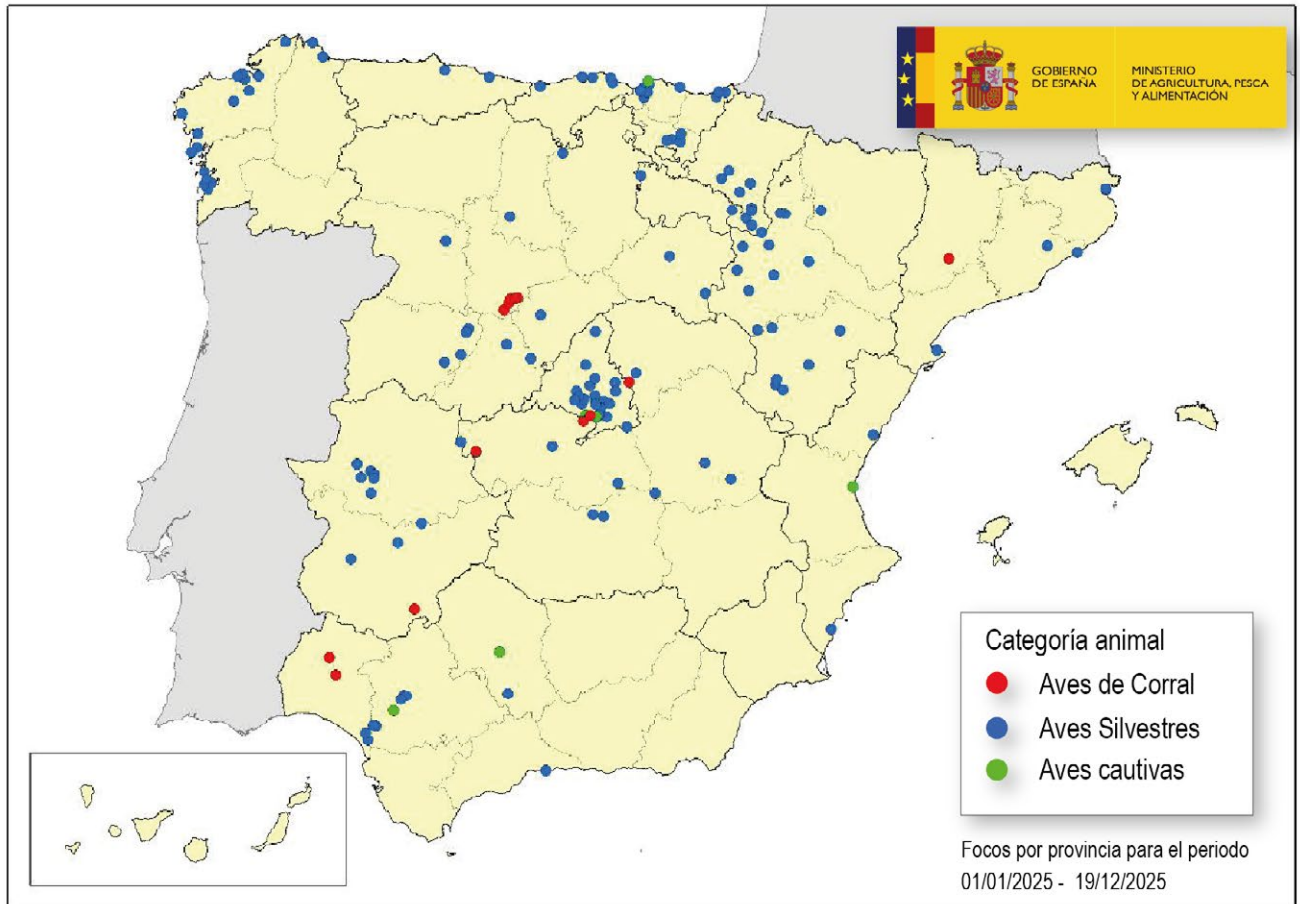 GOBIERNO
DE ESPAÑA
MINISTERIO
DE AGRICULTURA, PESCA
Y ALIMENTACIÓN
Categoría animal
Aves de Corral
Aves Silvestres
Aves cautivas
Focos por provincia para el periodo
01/01/2025 - 19/12/2025